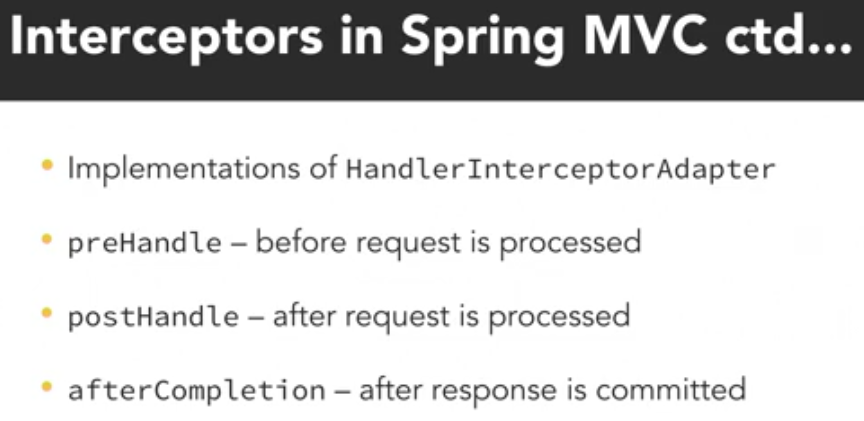 Interceptors in Spring MVC ctd...
• Implementations of HandlerInterceptorAdapter
• preHandle – before request is processed
• postHandle – after request is processed
• afterCompletion – after response is committed